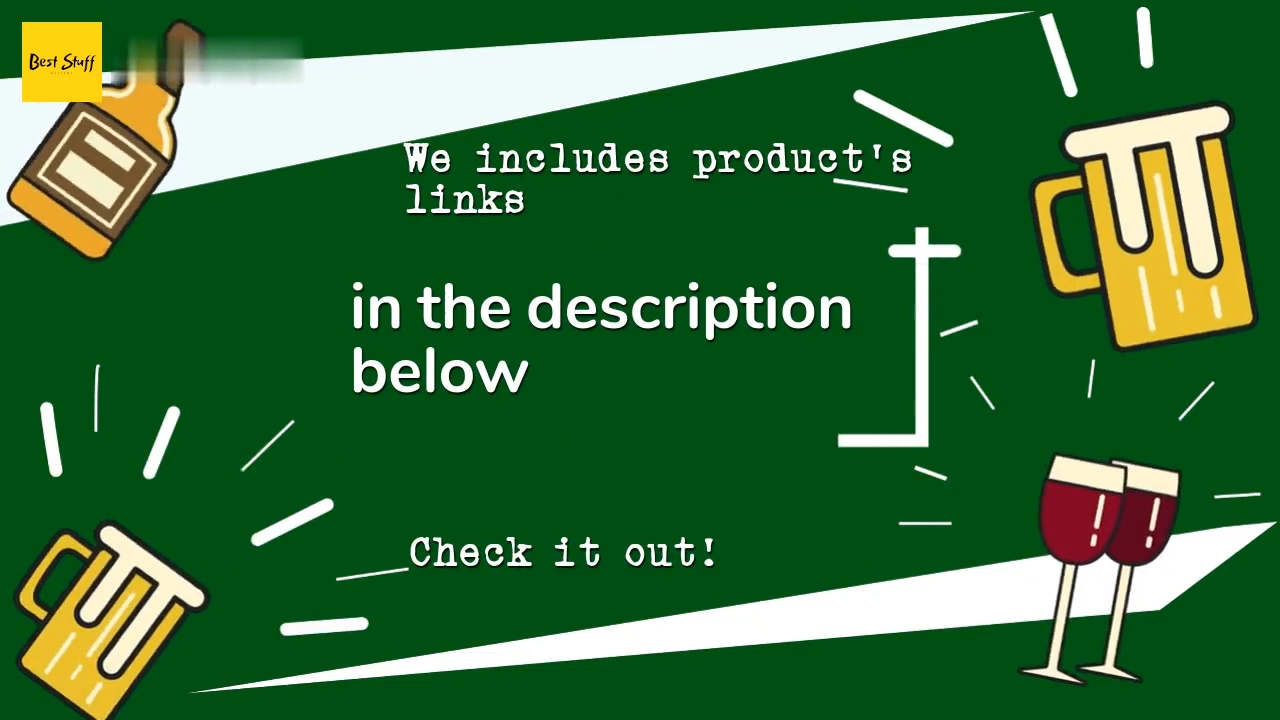 Best Stuff
We includes product's
links
in the description
below
Check it out!